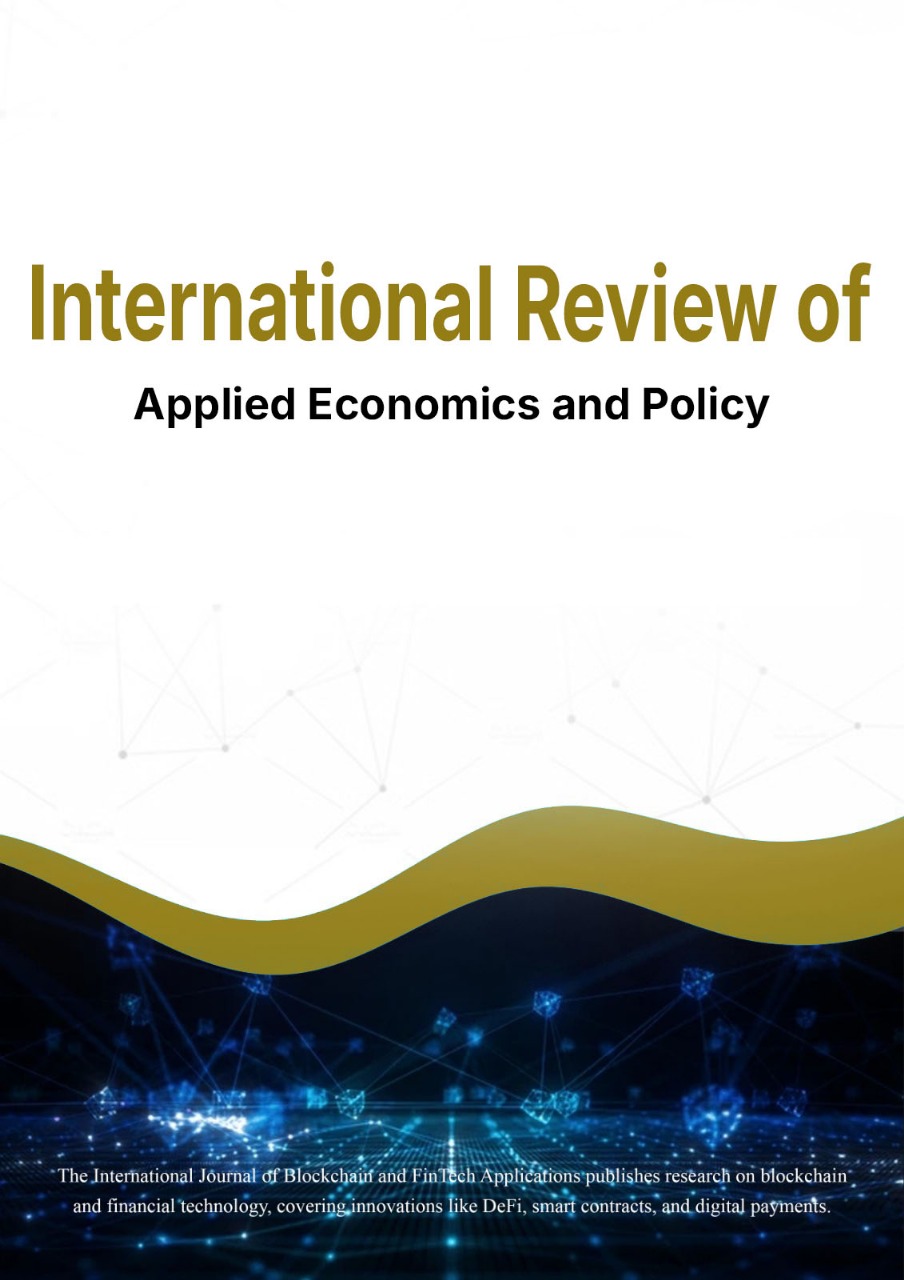 International Review of
Applied Economics and Policy
The International Journal of Blockchain and FinTech Applications publishes research on blockchain
and financial technology, covering innovations like DeFi, smart contracts, and digital payments.